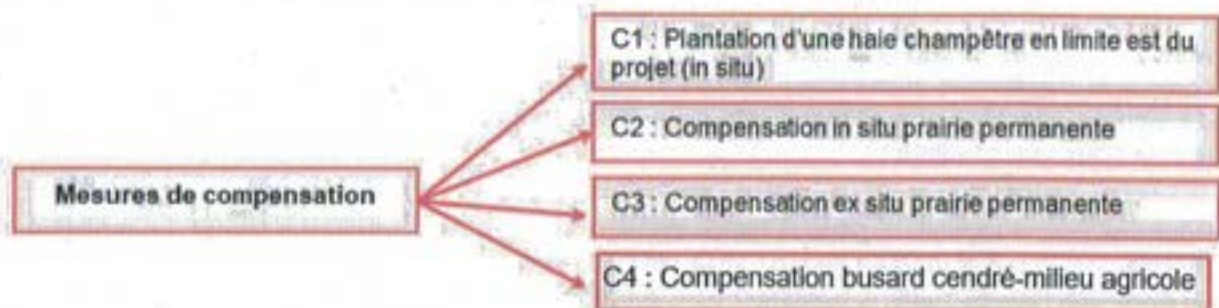 C1 : Plantation d'une haie champêtre en limite est du
projet (in situ)
C2 : Compensation in situ prairie permanente
Mesures de compensation
C3 : Compensation ex situ prairie permanente
C4 : Compensation busard cendré-milieu agricole